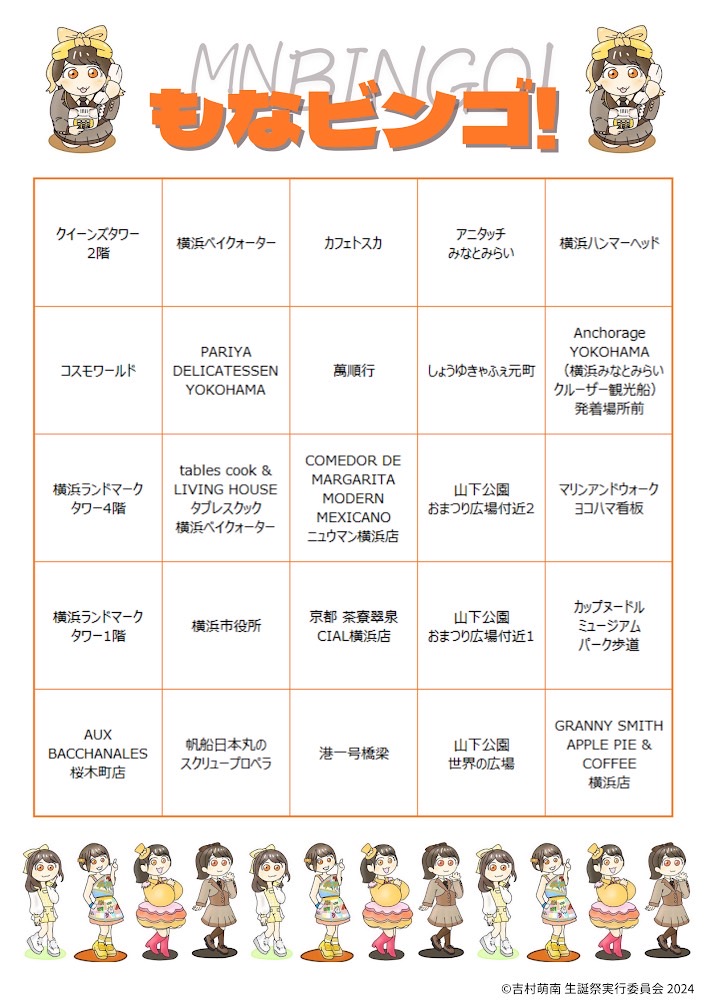 MNBINGO!
もなビンゴ!
クイーンズタワー
2階
横浜ベイクォーター
カフェトスカ
アニタッチ
みなとみらい
横浜ハンマーヘッド
コスモワールド
PARIYA
DELICATESSEN
YOKOHAMA
萬順行
しょうゆきゃふぇ元町
Anchorage
YOKOHAMA
（横浜みなとみらい
クルーザー観光船）
発着場所前
横浜ランドマーク
タワー4階
tables cook &
LIVING HOUSE
タブレスクック
横浜ベイクォーター
COMEDOR DE
MARGARITA
MODERN
MEXICANO
ニュウマン横浜店
山下公園
おまつり広場付近2
マリンアンドウォーク
ヨコハマ看板
横浜ランドマーク
タワー1階
横浜市役所
京都 茶寮翠泉
CIAL横浜店
山下公園
おまつり広場付近1
カップヌードル
ミュージアム
パーク歩道
AUX
BACCHANALES
桜木町店
帆船日本丸の
スクリュープロペラ
港一号橋梁
山下公園
世界の広場
GRANNY SMITH
APPLE PIE &
COFFEE
横浜店
©吉村萌南 生誕祭実行委員会 2024